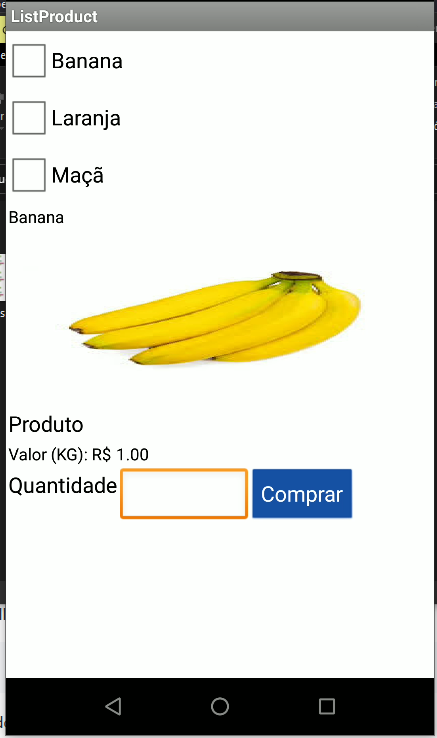 ListProduct
Banana
Laranja
Maçã
Banana
Produto
Valor (KG): R$ 1.00
Quantidade
Comprar